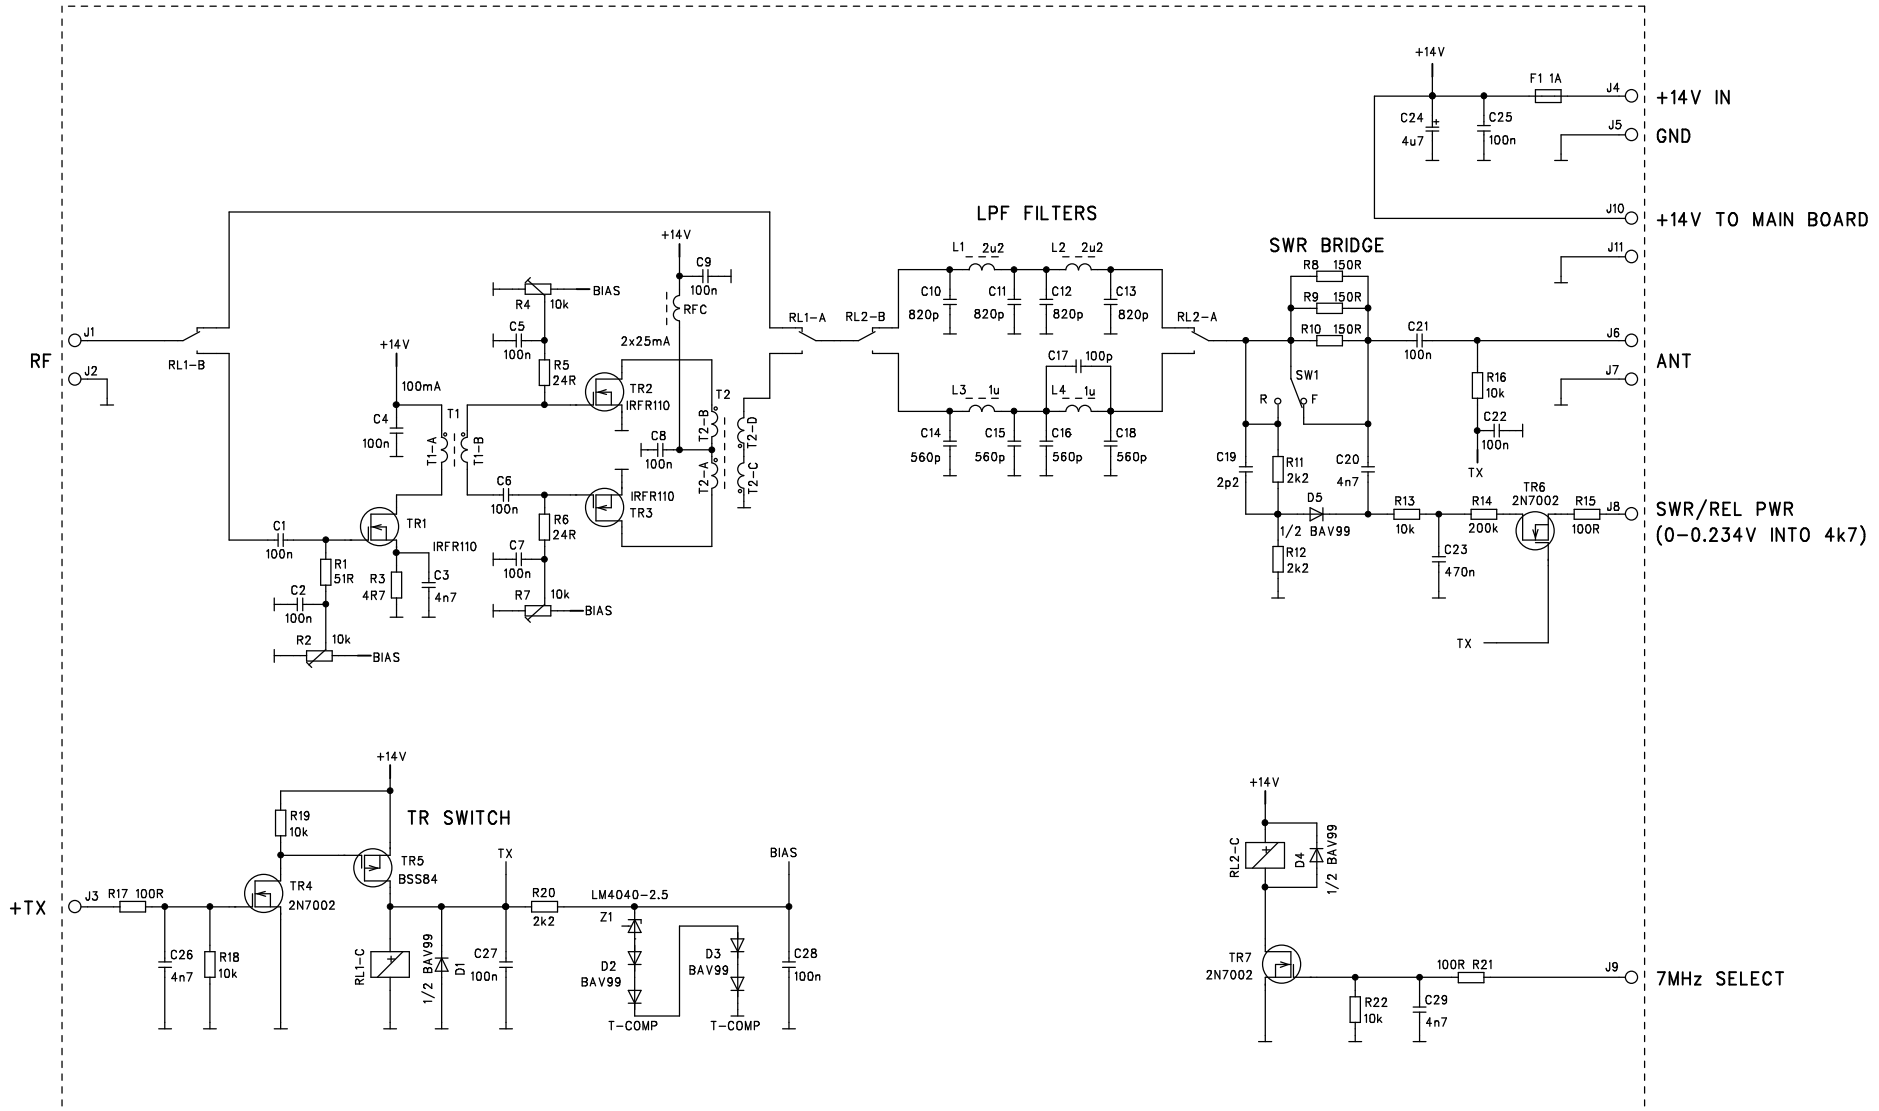 +14V
F1 1A
J4
+14V IN
C24
4u7
+
C25
100n
J5
GND
J10
+14V TO MAIN BOARD
J11
LPF FILTERS
L1 2u2
L2 2u2
C10
820p
C11
820p
C12
820p
C13
820p
SWR BRIDGE
R8 150R
R9 150R
R10 150R
+14V
C9
100n
RFC
R4
10k
BIAS
C5
100n
R5
24R
2x25mA
TR2
IRFR110
J1
RF
J2
RL1-B
+14V
100mA
C4
100n
T1
T1-A
T1-B
T2
T2-B
T2-D
T2-A
T2-C
C8
100n
RL1-A
RL2-B
RL2-A
C17 100p
L3 1u
L4 1u
C14
560p
C15
560p
C16
560p
C18
560p
C21
100n
J6
ANT
J7
SW1
R
F
R16
10k
C22
100n
TX
C19
2p2
R11
2k2
C20
4n7
D5
1/2 BAV99
R12
2k2
R13
10k
C23
470n
R14
200k
TR6
2N7002
R15
100R
J8
SWR/REL PWR
(0-0.234V INTO 4k7)
TX
C6
100n
IRFR110
TR3
R6
24R
C7
100n
R7
10k
BIAS
C1
100n
TR1
IRFR110
R1
51R
R3
4R7
C3
4n7
C2
100n
R2
10k
BIAS
+14V
R19
10k
TR SWITCH
TR5
BSS84
TR4
2N7002
+TX
J3
R17 100R
C26
4n7
R18
10k
RL1-C
+
1/2 BAV99
D1
TX
C27
100n
R20
2k2
LM4040-2.5
Z1
D2
BAV99
T-COMP
D3
BAV99
T-COMP
BIAS
C28
100n
+14V
RL2-C
+
D4
1/2 BAV99
TR7
2N7002
100R R21
R22
10k
C29
4n7
J9
7MHz SELECT